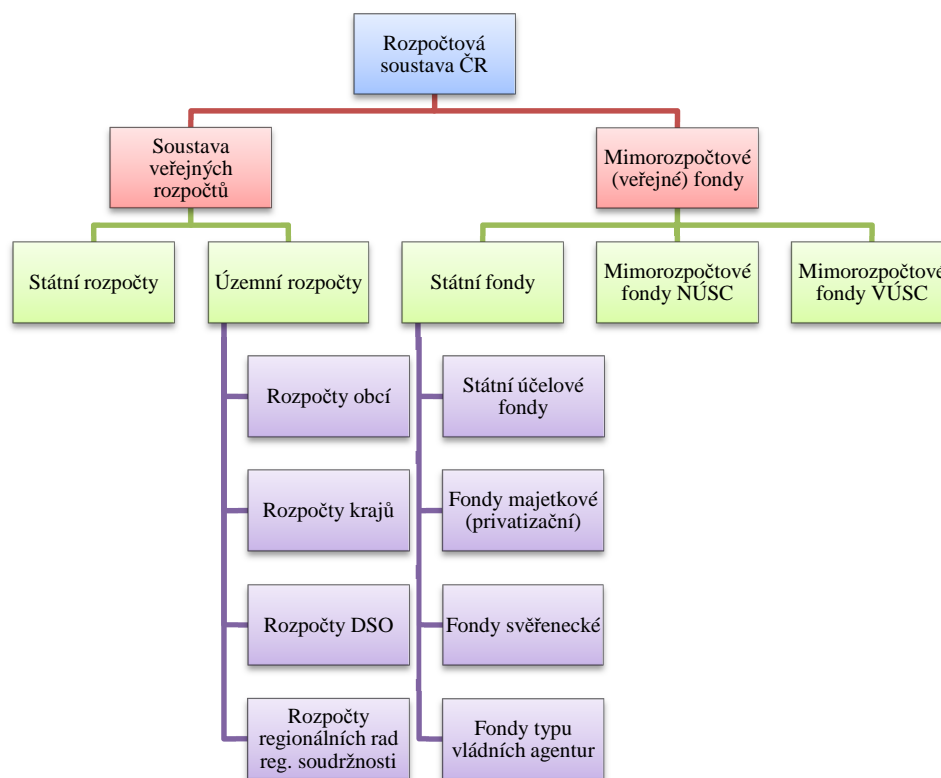 Rozpočtová
soustava ČR
Soustava
veřejných
rozpočtů
Mimorozpočtové
(veřejné) fondy
Státní rozpočty
Územní rozpočty
Státní fondy
Mimorozpočtové
fondy NÚSC
Mimorozpočtové
fondy VÚSC
Rozpočty obcí
Rozpočty krajů
Rozpočty DSO
Rozpočty
regionálních rad
reg. soudržnosti
Státní účelové
fondy
Fondy majetkové
(privatizační)
Fondy svěřenecké
Fondy typu
vládních agentur